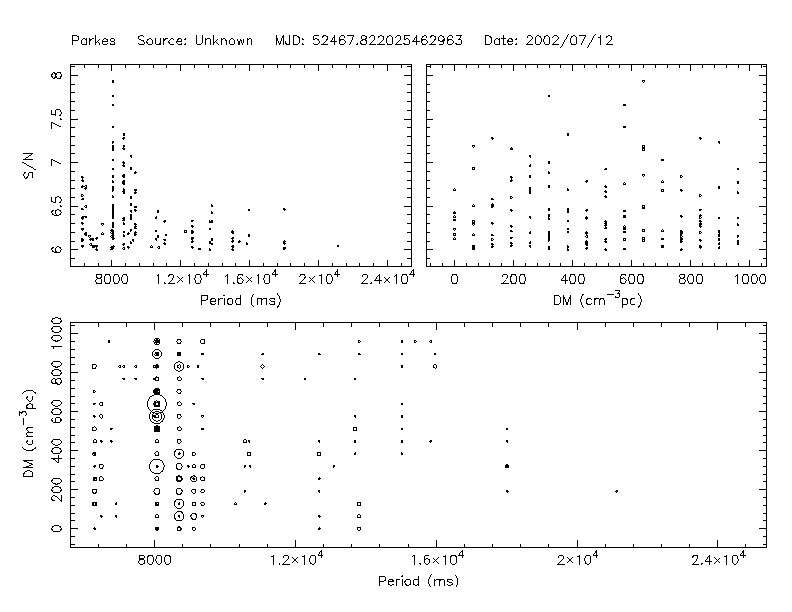 Parkes Source: Unknown MJD: 52467.822025462963 Date: 2002/07/12
8
7.5
7
6.5
6
S/N
8000 1.2×10⁴ 1.6×10⁴ 2×10⁴ 2.4×10⁴
Period (ms)
0 200 400 600 800 1000
DM (cm⁻³pc)
1000
800
600
400
200
0
DM (cm⁻³pc)
8000 1.2×10⁴ 1.6×10⁴ 2×10⁴ 2.4×10⁴
Period (ms)